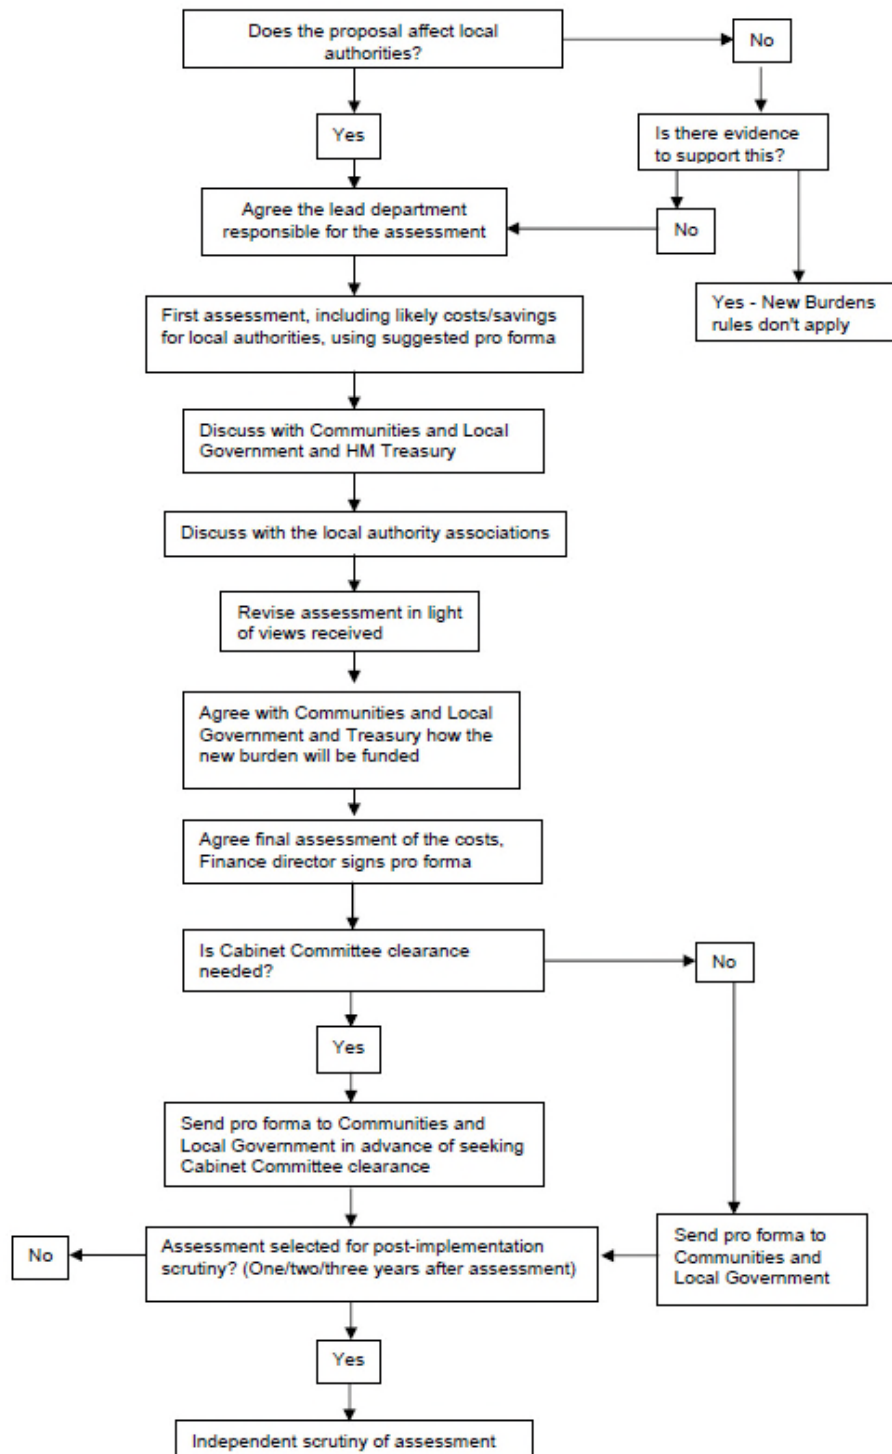 Does the proposal affect local
authorities?
No
Yes
Is there evidence
to support this?
Agree the lead department
responsible for the assessment
No
First assessment, including likely costs/savings
for local authorities, using suggested pro forma
Yes - New Burdens
rules don't apply
Discuss with Communities and Local
Government and HM Treasury
Discuss with the local authority associations
Revise assessment in light
of views received
Agree with Communities and Local
Government and Treasury how the
new burden will be funded
Agree final assessment of the costs,
Finance director signs pro forma
Is Cabinet Committee clearance
needed?
No
Yes
Send pro forma to Communities and
Local Government in advance of seeking
Cabinet Committee clearance
No
Assessment selected for post-implementation
scrutiny? (One/two/three years after assessment)
Send pro forma to
Communities and
Local Government
Yes
Independent scrutiny of assessment